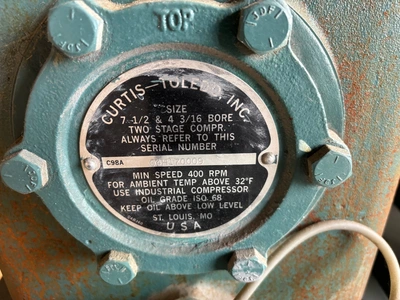 TOP
CURTIS-TOLEDO, INC.
SIZE
7 1/2 & 4 3/16 BORE
TWO STAGE COMPR.
ALWAYS REFER TO THIS
SERIAL NUMBER
C98A
MIN SPEED 400 RPM
FOR AMBIENT TEMP ABOVE 32°F
USE INDUSTRIAL COMPRESSOR
OIL GRADE ISO 68
KEEP OIL ABOVE LOW LEVEL
ST. LOUIS, MO
USA